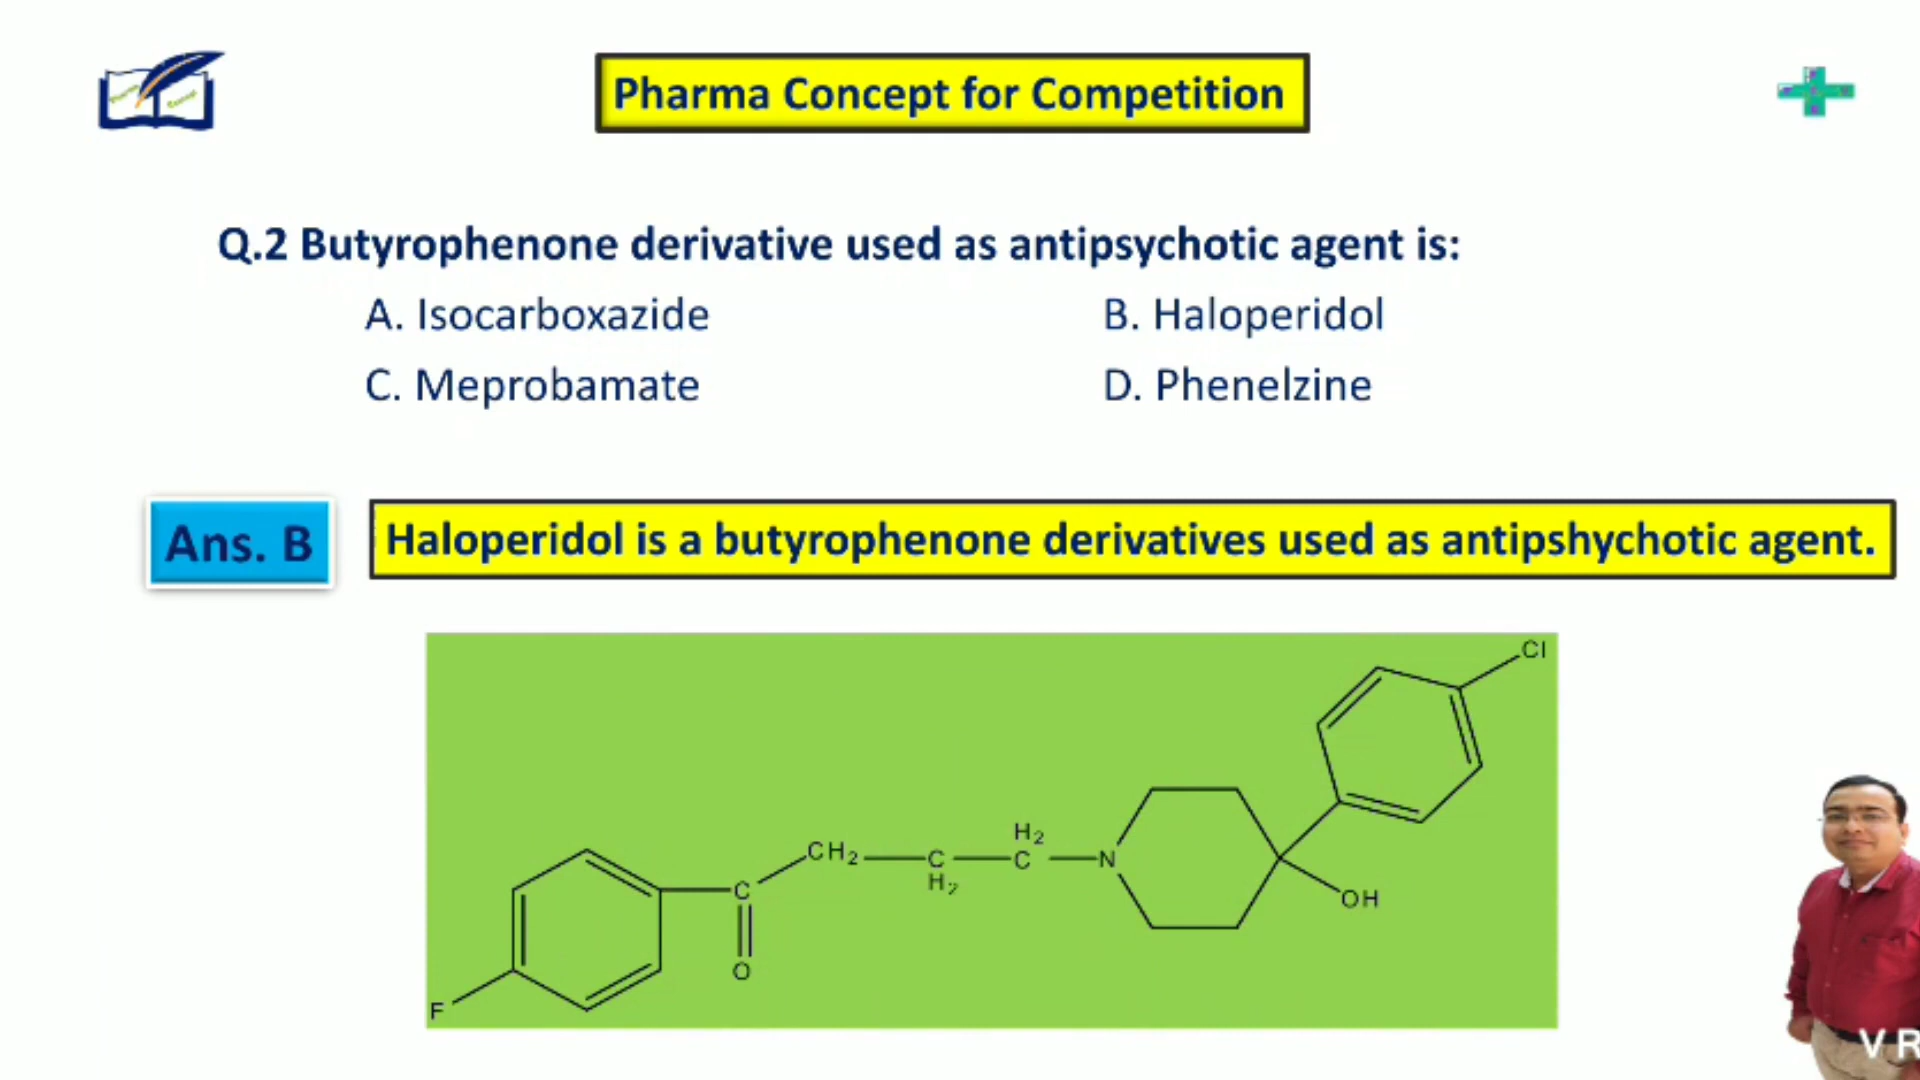 Pharma Concept for Competition
Q.2 Butyrophenone derivative used as antipsychotic agent is:
A. Isocarboxazide
B. Haloperidol
C. Meprobamate
D. Phenelzine
Ans. B
Haloperidol is a butyrophenone derivatives used as antipshychotic agent.
Cl
H2
CH2
C
C
N
H2
C
OH
O
F
V R